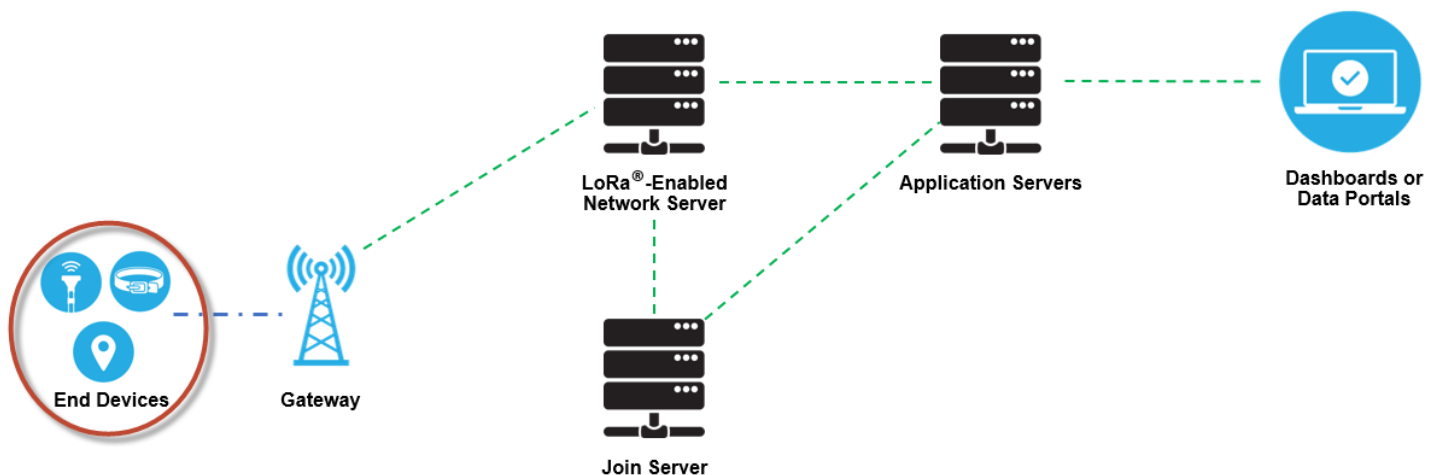 LoRa®-Enabled
Network Server
Application Servers
Dashboards or
Data Portals
End Devices
Gateway
Join Server